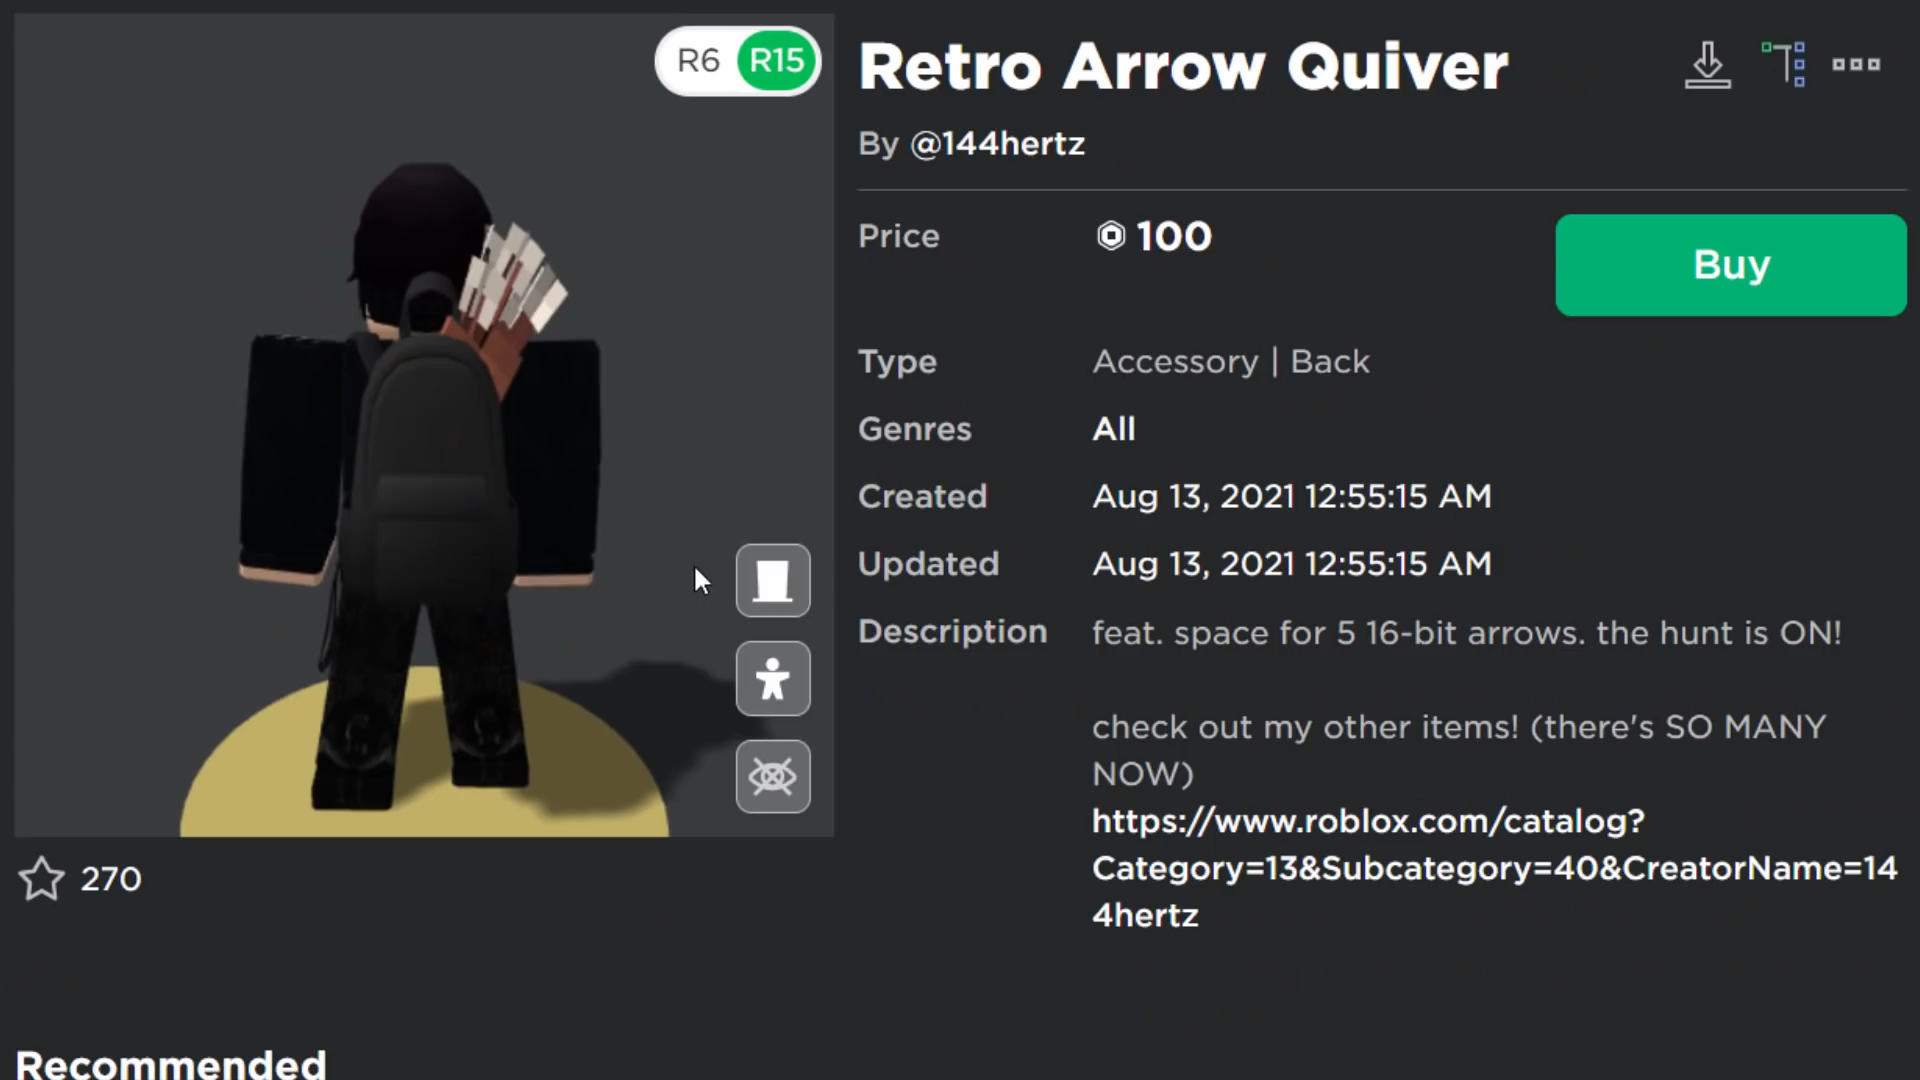 R6 R15
Retro Arrow Quiver
By @144hertz
Price 100
Buy
Type Accessory | Back
Genres All
Created Aug 13, 2021 12:55:15 AM
Updated Aug 13, 2021 12:55:15 AM
Description feat. space for 5 16-bit arrows. the hunt is ON!
check out my other items! (there's SO MANY
NOW)
https://www.roblox.com/catalog?
Category=13&Subcategory=40&CreatorName=14
4hertz
270
Recommended